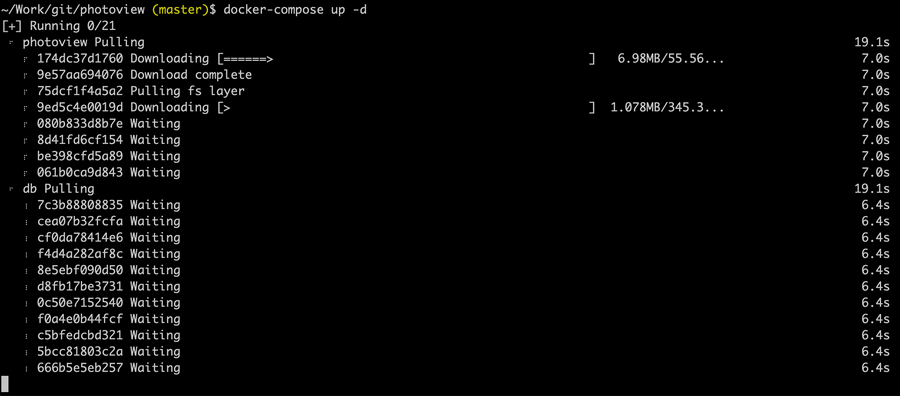 ~/Work/git/photoview (master)$ docker-compose up -d
[+] Running 0/21
photoview Pulling 19.1s
174dc37d1760 Downloading [======> ] 6.98MB/55.56... 7.0s
9e57aa694076 Download complete 7.0s
75dcf1f4a5a2 Pulling fs layer 7.0s
9ed5c4e0019d Downloading [> ] 1.078MB/345.3... 7.0s
080b833d8b7e Waiting 7.0s
8d41fd6cf154 Waiting 7.0s
be398cfd5a89 Waiting 7.0s
061b0ca9d843 Waiting 7.0s
db Pulling 19.1s
7c3b88808835 Waiting 6.4s
cea07b32fcfa Waiting 6.4s
cf0da78414e6 Waiting 6.4s
f4d4a282af8c Waiting 6.4s
8e5ebf090d50 Waiting 6.4s
d8fb17be3731 Waiting 6.4s
0c50e7152540 Waiting 6.4s
f0a4e0b44fcf Waiting 6.4s
c5bfedcbd321 Waiting 6.4s
5bcc81803c2a Waiting 6.4s
666b5e5eb257 Waiting 6.4s